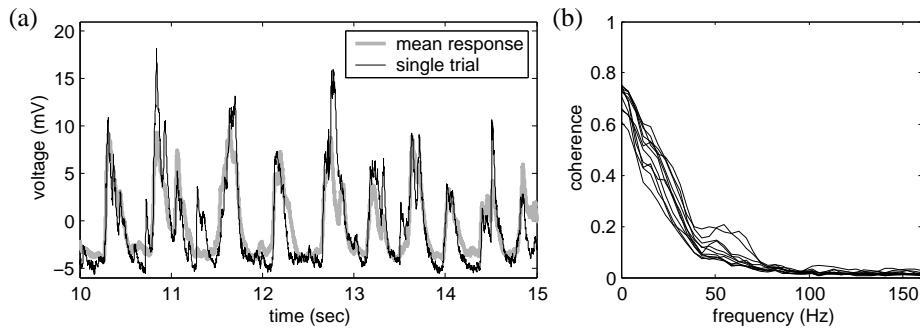 (a)
20
15
10
5
0
−5
voltage (mV)
mean response
single trial
10
11
12
13
14
15
time (sec)
(b)
1
0.8
0.6
0.4
0.2
0
coherence
0
50
100
150
frequency (Hz)